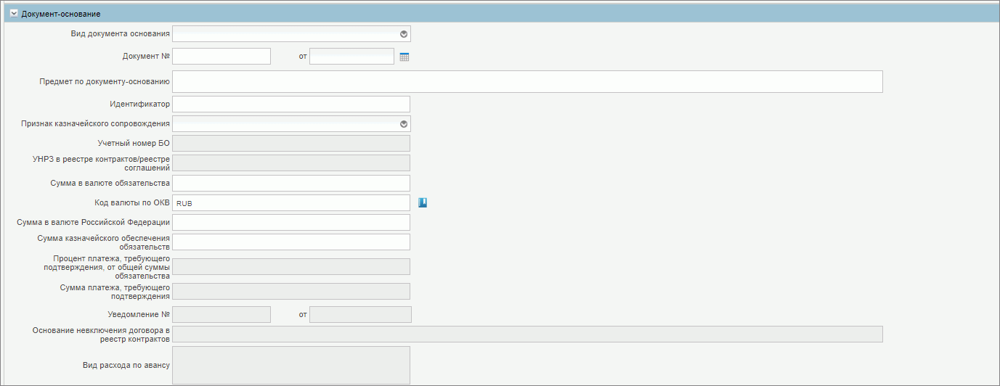 Документ-основание
Вид документа основания
Документ № от
Предмет по документу-основанию
Идентификатор
Признак казначейского сопровождения
Учетный номер БО
УНРЗ в реестре контрактов/реестре
соглашений
Сумма в валюте обязательства
Код валюты по ОКВ RUB
Сумма в валюте Российской Федерации
Сумма казначейского обеспечения
обязательств
Процент платежа, требующего
подтверждения, от общей суммы
обязательства
Сумма платежа, требующего
подтверждения
Уведомление № от
Основание невключения договора в
реестр контрактов
Вид расхода по авансу